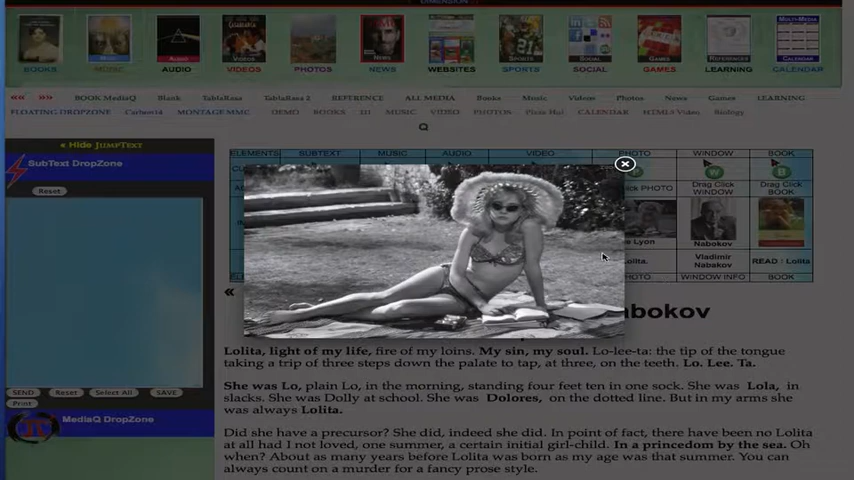 BOOKS MUSIC AUDIO VIDEOS PHOTOS NEWS WEBSITES SPORTS SOCIAL GAMES LEARNING CALENDAR
BOOK MediaQ Blank TablaRasa TablaRasa 2 REFERENCE ALL MEDIA Books Music Videos Photos News Games LEARNING
FLOATING DROPZONE Carbon14 MONTAGE MMC DEMO BOOKS MUSIC VIDEO PHOTOS CALENDAR HTML5 Video Biology
Q
« Hide JUMPTEXT
SubText DropZone
Reset
ELEMENTS SUBTEXT MUSIC AUDIO VIDEO PHOTO WINDOW BOOK
W B
PHOTO Drag Click WINDOW Drag Click BOOK
Lyon Nabokov
Lolita. Vladimir Nabakov READ : Lolita
PHOTO WINDOW INFO BOOK
«
abokov
Lolita, light of my life, fire of my loins. My sin, my soul. Lo-lee-ta: the tip of the tongue
taking a trip of three steps down the palate to tap, at three, on the teeth. Lo. Lee. Ta.
She was Lo, plain Lo, in the morning, standing four feet ten in one sock. She was Lola, in
slacks. She was Dolly at school. She was Dolores, on the dotted line. But in my arms she
was always Lolita.
Did she have a precursor? She did, indeed she did. In point of fact, there have been no Lolita
at all had I not loved, one summer, a certain initial girl-child. In a princedom by the sea. Oh
when? About as many years before Lolita was born as my age was that summer. You can
always count on a murder for a fancy prose style.
SEND Reset Select All SAVE
Print
MediaQ DropZone